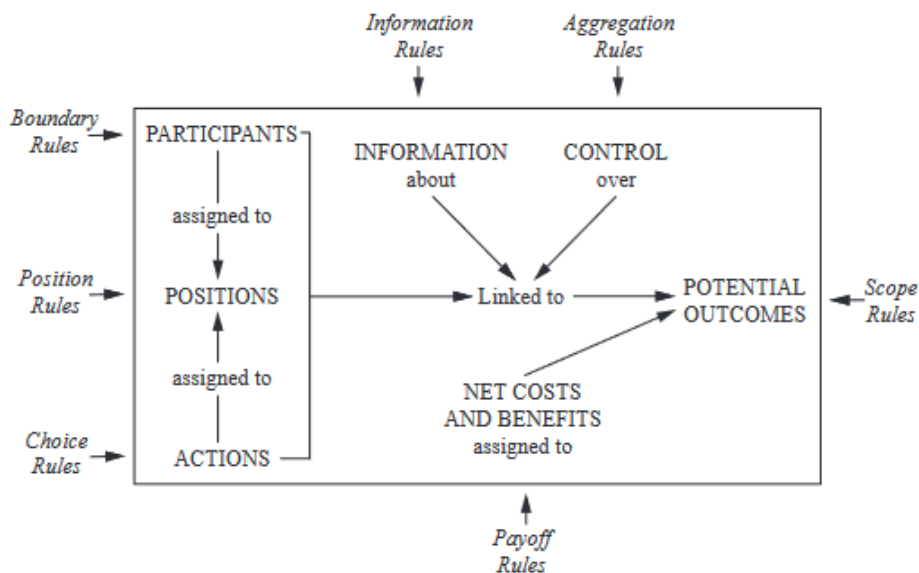 Information
Rules
Aggregation
Rules
Boundary
Rules
PARTICIPANTS
INFORMATION
about
CONTROL
over
assigned to
Position
Rules
POSITIONS
Linked to
POTENTIAL
OUTCOMES
Scope
Rules
assigned to
NET COSTS
AND BENEFITS
assigned to
Choice
Rules
ACTIONS
Payoff
Rules